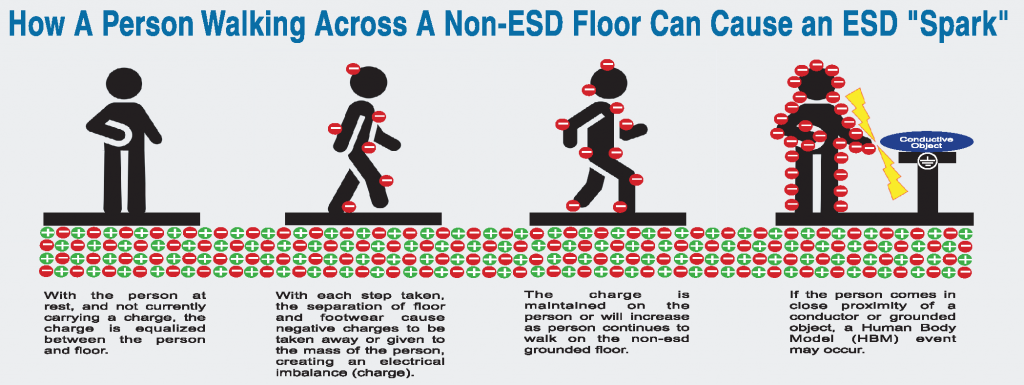 How A Person Walking Across A Non-ESD Floor Can Cause an ESD "Spark"
Conductive
Object
With the person at
rest, and not currently
carrying a charge, the
charge is equalized
between the person
and floor.
With each step taken,
the separation of floor
and footwear cause
negative charges to be
taken away or given to
the mass of the person,
creating an electrical
imbalance (charge).
The charge is
maintained on the
person or will increase
as person continues to
walk on the non-esd
grounded floor.
If the person comes in
close proximity of a
conductor or grounded
object, a Human Body
Model (HBM) event
may occur.